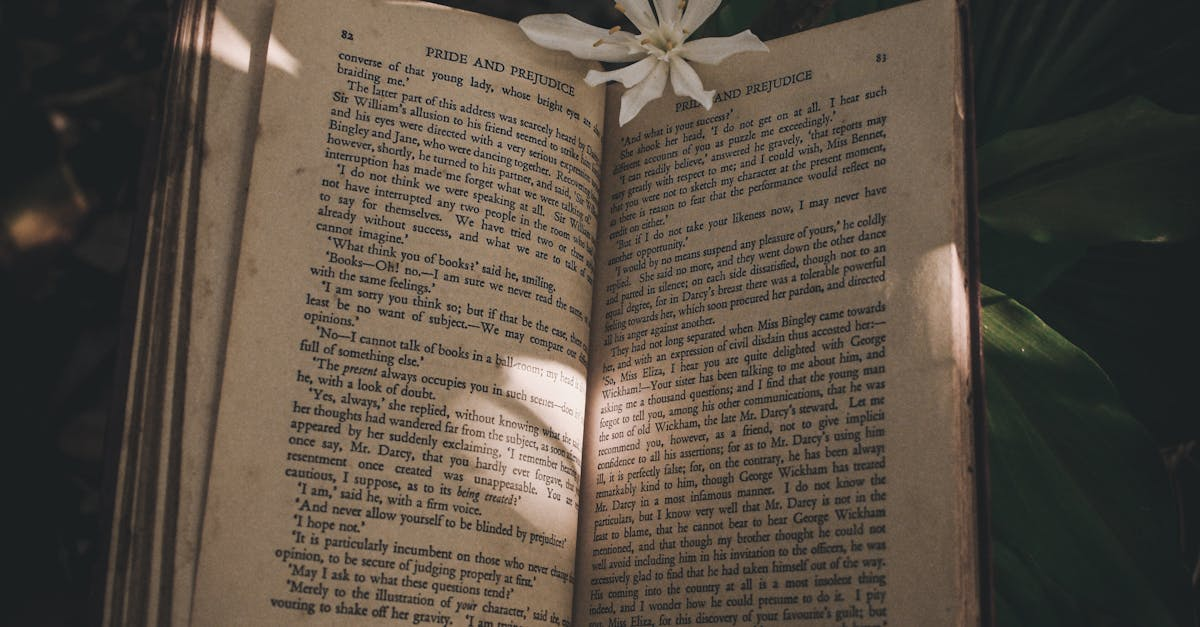 82
PRIDE AND PREJUDICE
converse of that young lady, whose bright eyes are
braiding me.'
The latter part of this address was scarcely heard by
Sir William's allusion to his friend seemed to strike him
and his eyes were directed with a very serious expression
Bingley and Jane, who were dancing together. Recovering
however, shortly, he turned to his partner, and said, 'Sir
interruption has made me forget what we were talking of.'
'I do not think we were speaking at all. Sir William
not have interrupted any two people in the room who
to say for themselves. We have tried two or three
already without success, and what we are to talk of
cannot imagine.'
'What think you of books?' said he, smiling.
'Books—Oh! no.—I am sure we never read the same,
with the same feelings.'
'I am sorry you think so; but if that be the case, there
least be no want of subject.—We may compare our
opinions.'
'No—I cannot talk of books in a ball-room; my head is
full of something else.'
'The present always occupies you in such scenes—does
he, with a look of doubt.
'Yes, always,' she replied, without knowing what she
her thoughts had wandered far from the subject, as soon
appeared by her suddenly exclaiming, 'I remember
once say, Mr. Darcy, that you hardly ever forgave, that
resentment once created was unappeasable. You are
cautious, I suppose, as to its being created?'
'I am,' said he, with a firm voice.
'And never allow yourself to be blinded by prejudice?'
'I hope not.'
'It is particularly incumbent on those who never change
opinion, to be secure of judging properly at first.'
'May I ask to what these questions tend?'
'Merely to the illustration of your character,' said she,
vouring to shake off her gravity. 'I am trying
83
PRIDE AND PREJUDICE
'And what is your success?'
She shook her head, 'I do not get on at all. I hear such
different accounts of you as puzzle me exceedingly.'
'I can readily believe,' answered he gravely, 'that reports may
vary greatly with respect to me; and I could wish, Miss Bennet,
that you were not to sketch my character at the present moment,
as there is reason to fear that the performance would reflect no
credit on either.'
'But if I do not take your likeness now, I may never have
another opportunity.'
'I would by no means suspend any pleasure of yours,' he coldly
replied. She said no more, and they went down the other dance
and parted in silence; on each side dissatisfied, though not to an
equal degree, for in Darcy's breast there was a tolerable powerful
feeling towards her, which soon procured her pardon, and directed
all his anger against another.
They had not long separated when Miss Bingley came towards
her, and with an expression of civil disdain thus accosted her:—
'So, Miss Eliza, I hear you are quite delighted with George
Wickham!—Your sister has been talking to me about him, and
asking me a thousand questions; and I find that the young man
forgot to tell you, among his other communications, that he was
the son of old Wickham, the late Mr. Darcy's steward. Let me
recommend you, however, as a friend, not to give implicit
confidence to all his assertions; for as to Mr. Darcy's using him
ill, it is perfectly false; for, on the contrary, he has been always
remarkably kind to him, though George Wickham has treated
Mr. Darcy in a most infamous manner. I do not know the
particulars, but I know very well that Mr. Darcy is not in the
least to blame, that he cannot bear to hear George Wickham
mentioned, and that though my brother thought he could not
well avoid including him in his invitation to the officers, he was
excessively glad to find that he had taken himself out of the way.
His coming into the country at all is a most insolent thing
indeed, and I wonder how he could presume to do it. I pity
you, Miss Eliza, for this discovery of your favourite's guilt; but